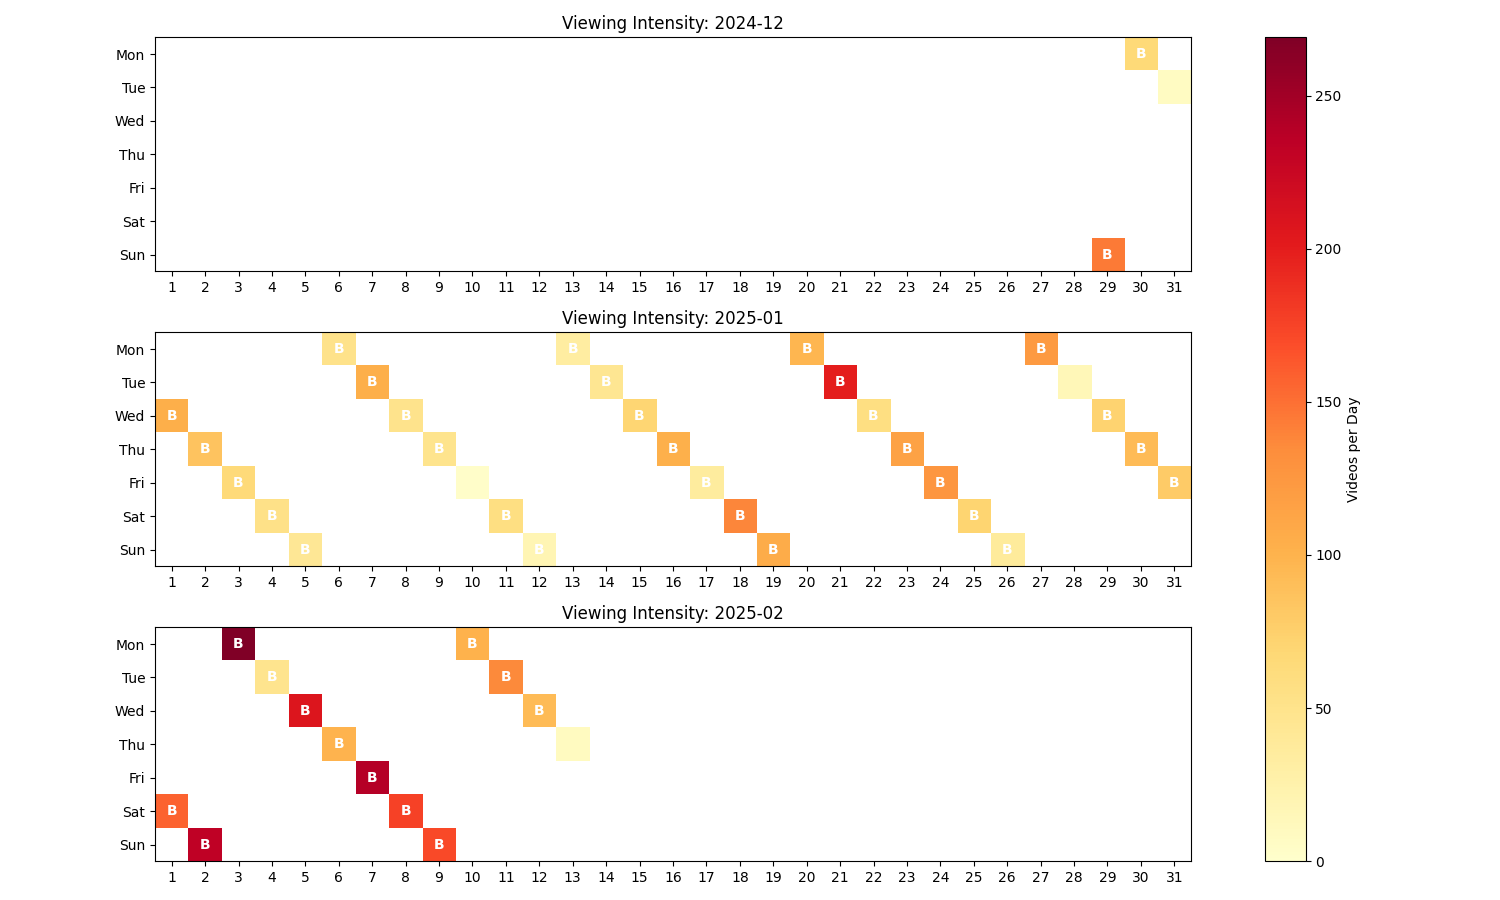 Viewing Intensity: 2024-12
Mon B
Tue
Wed
Thu
Fri
Sat
Sun B
1 2 3 4 5 6 7 8 9 10 11 12 13 14 15 16 17 18 19 20 21 22 23 24 25 26 27 28 29 30 31
Viewing Intensity: 2025-01
Mon B B B B
Tue B B B
Wed B B B B B
Thu B B B B B
Fri B B B B
Sat B B B B
Sun B B B B
1 2 3 4 5 6 7 8 9 10 11 12 13 14 15 16 17 18 19 20 21 22 23 24 25 26 27 28 29 30 31
Viewing Intensity: 2025-02
Mon B B
Tue B B
Wed B B
Thu B
Fri B
Sat B B
Sun B B
1 2 3 4 5 6 7 8 9 10 11 12 13 14 15 16 17 18 19 20 21 22 23 24 25 26 27 28 29 30 31
250
200
150
100
50
0
Videos per Day